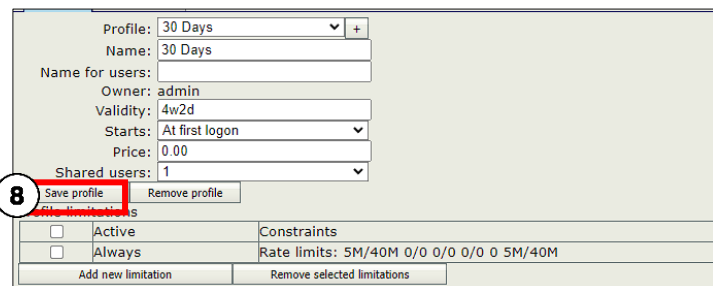 Profile: 30 Days +
Name: 30 Days
Name for users:
Owner: admin
Validity: 4w2d
Starts: At first logon
Price: 0.00
Shared users: 1
8 Save profile Remove profile
Profile limitations
Active Constraints
Always Rate limits: 5M/40M 0/0 0/0 0/0 0 5M/40M
Add new limitation Remove selected limitations